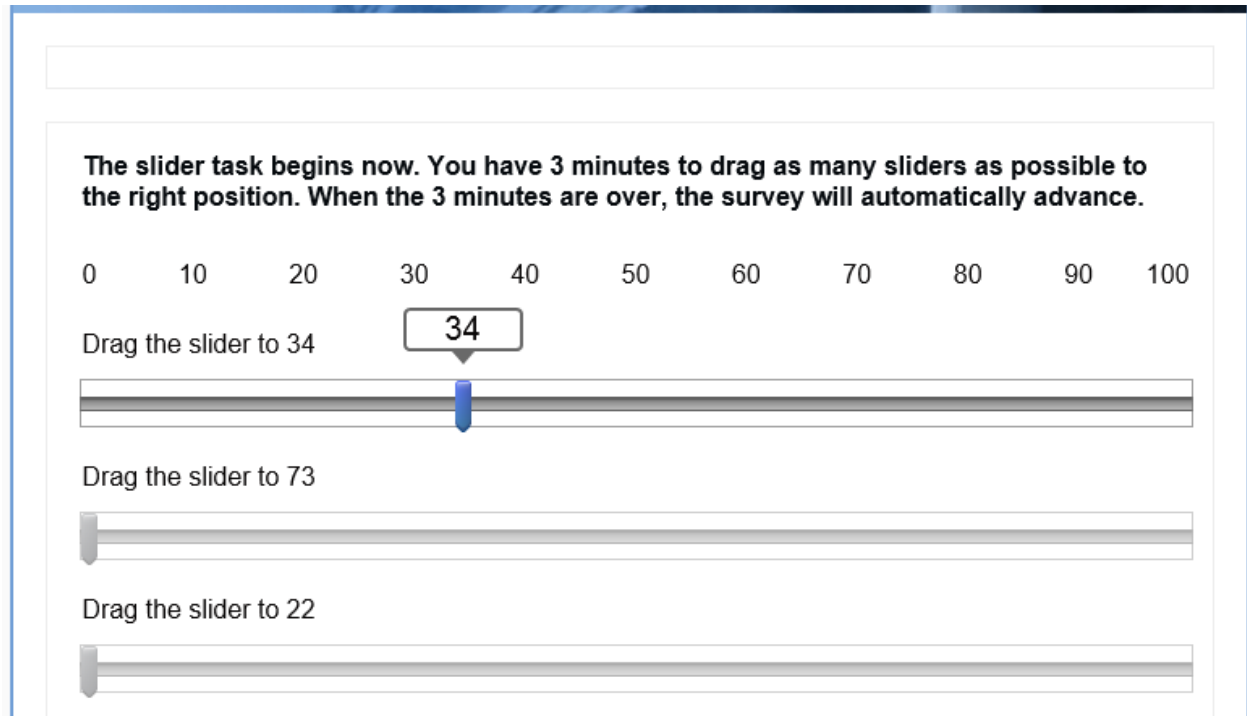 The slider task begins now. You have 3 minutes to drag as many sliders as possible to
the right position. When the 3 minutes are over, the survey will automatically advance.
0 10 20 30 40 50 60 70 80 90 100
Drag the slider to 34
34
Drag the slider to 73
Drag the slider to 22